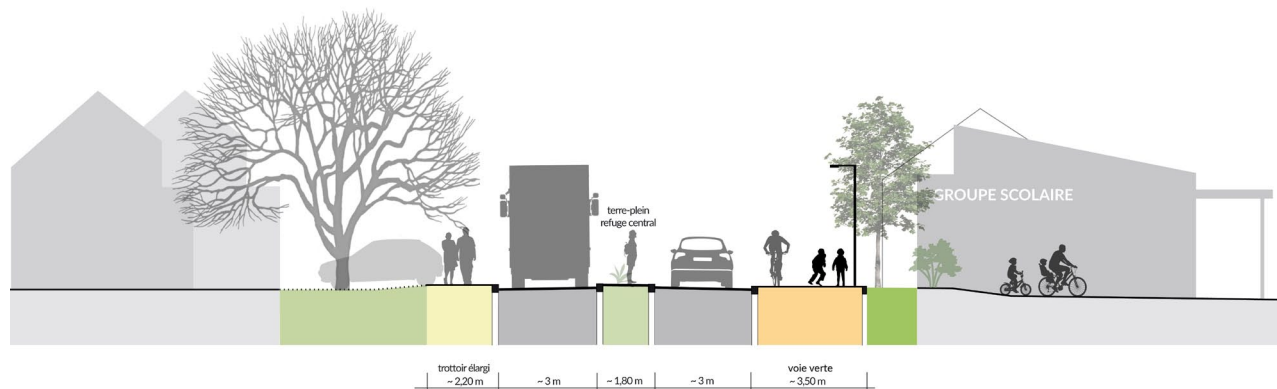 terre-plein
refuge central
GROUPE SCOLAIRE
trottoir élargi
~ 2,20 m
~ 3 m
~ 1,80 m
~ 3 m
voie verte
~ 3,50 m